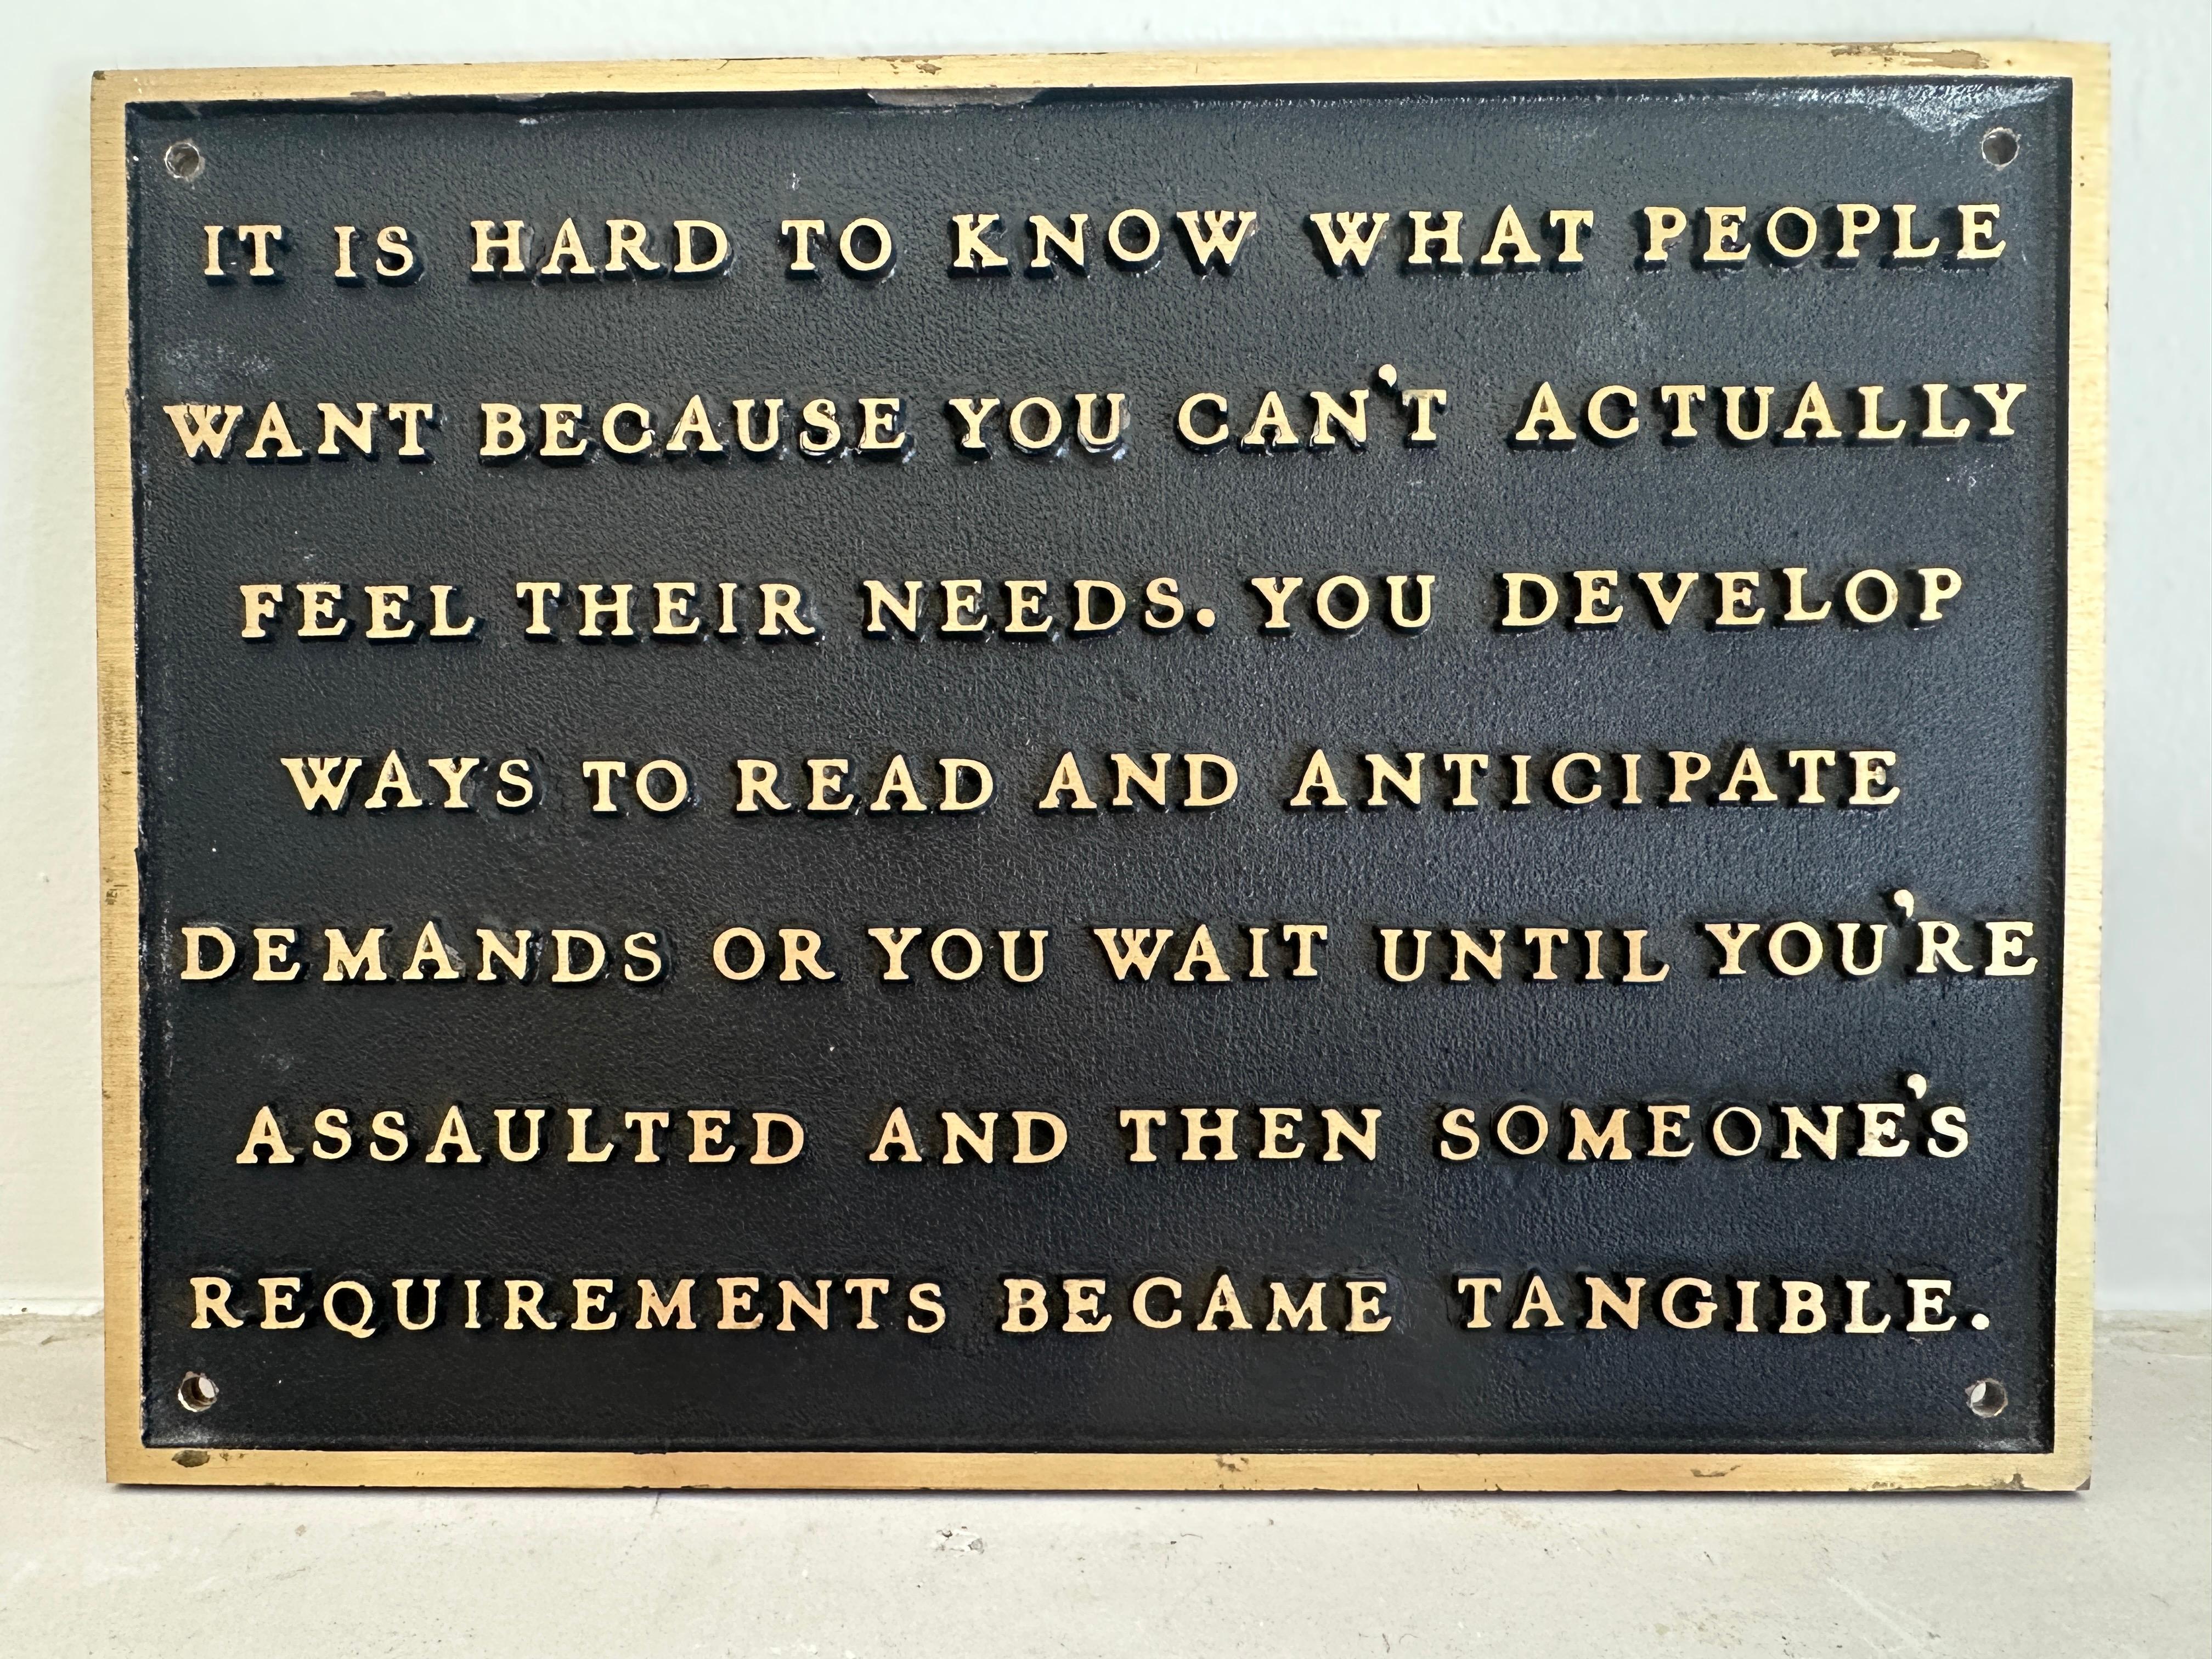 IT IS HARD TO KNOW WHAT PEOPLE
WANT BECAUSE YOU CAN'T ACTUALLY
FEEL THEIR NEEDS. YOU DEVELOP
WAYS TO READ AND ANTICIPATE
DEMANDS OR YOU WAIT UNTIL YOU'RE
ASSAULTED AND THEN SOMEONE'S
REQUIREMENTS BECAME TANGIBLE.